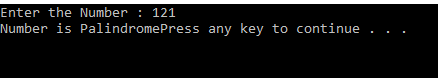 Enter the Number : 121
Number is PalindromePress any key to continue . . .